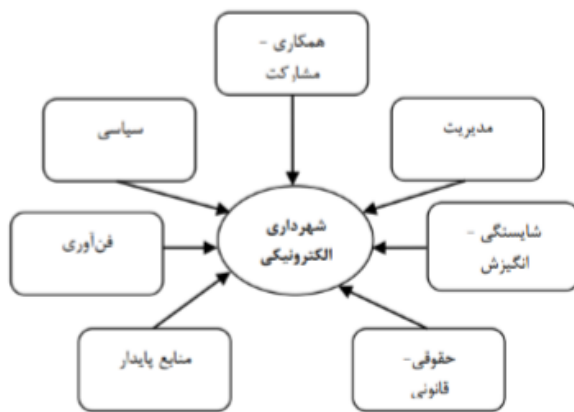 همکاری -
مشارکت
مدیریت
سیاسی
شایستگی -
انگیزش
شهرداری
الکترونیکی
فن‌آوری
حقوقی-
قانونی
منابع پایدار